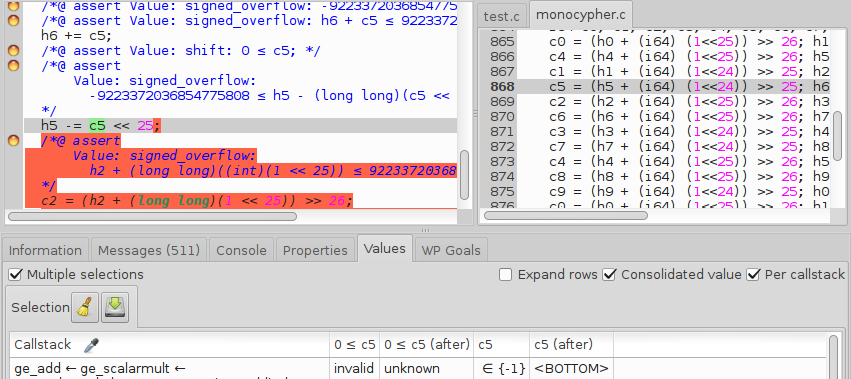 /*@ assert Value: signed_overflow: -9223372036854775
/*@ assert Value: signed_overflow: h6 + c5 ≤ 9223372
h6 += c5;
/*@ assert Value: shift: 0 ≤ c5; */
/*@ assert
Value: signed_overflow:
-9223372036854775808 ≤ h5 - (long long)(c5 <<
*/
h5 -= c5 << 25;
/*@ assert
Value: signed_overflow:
h2 + (long long)((int)(1 << 25)) ≤ 92233720368
*/
c2 = (h2 + (long long)(1 << 25)) >> 26;
test.c monocypher.c
865 c0 = (h0 + (i64) (1<<25)) >> 26; h1
866 c4 = (h4 + (i64) (1<<25)) >> 26; h5
867 c1 = (h1 + (i64) (1<<24)) >> 25; h2
868 c5 = (h5 + (i64) (1<<24)) >> 25; h6
869 c2 = (h2 + (i64) (1<<25)) >> 26; h3
870 c6 = (h6 + (i64) (1<<25)) >> 26; h7
871 c3 = (h3 + (i64) (1<<24)) >> 25; h4
872 c7 = (h7 + (i64) (1<<24)) >> 25; h8
873 c4 = (h4 + (i64) (1<<25)) >> 26; h5
874 c8 = (h8 + (i64) (1<<25)) >> 26; h9
875 c9 = (h9 + (i64) (1<<24)) >> 25; h0
876 c0 = (h0 + (i64) (1<<25)) >> 26; h1
Information Messages (511) Console Properties Values WP Goals
Multiple selections Expand rows Consolidated value Per callstack
Selection
Callstack 0 ≤ c5 0 ≤ c5 (after) c5 c5 (after)
ge_add ← ge_scalarmult ← invalid unknown ∈ {-1} <BOTTOM>